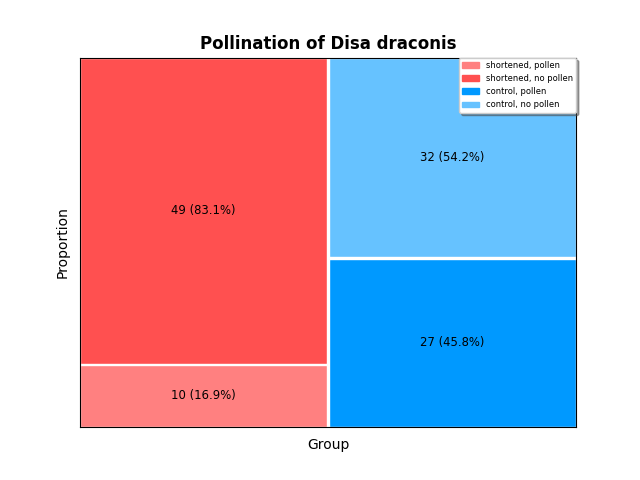 Pollination of Disa draconis
shortened, pollen
shortened, no pollen
control, pollen
control, no pollen
32 (54.2%)
49 (83.1%)
Proportion
27 (45.8%)
10 (16.9%)
Group